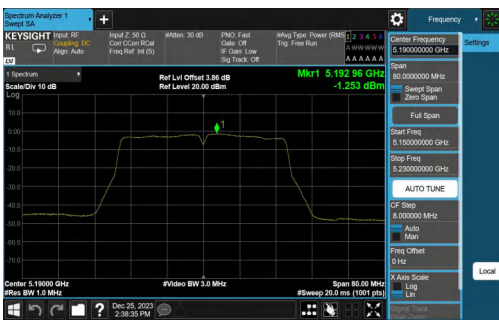 Spectrum Analyzer 1
Swept SA
Frequency
KEYSIGHT
Input: RF
Input Z: 50 Ω
#Atten: 30 dB
PNO: Fast
#Avg Type: Power (RMS
1 2 3 4 5 6
RL
Coupling: DC
Corr CCorr RCal
Gate: Off
Trig: Free Run
A W W W W W
Align: Auto
Freq Ref: Int (S)
IF Gain: Low
A A A A A A
Sig Track: Off
LW
1 Spectrum
Ref Lvl Offset 3.86 dB
Mkr1 5.192 96 GHz
Scale/Div 10 dB
Ref Level 20.00 dBm
-1.253 dBm
Log
1
10.0
0.00
-10.0
-20.0
-30.0
-40.0
-50.0
-60.0
-70.0
Center 5.19000 GHz
#Video BW 3.0 MHz
Span 80.00 MHz
#Res BW 1.0 MHz
#Sweep 20.0 ms (1001 pts)
Center Frequency
5.190000000 GHz
Settings
Span
80.0000000 MHz
Swept Span
Zero Span
Full Span
Start Freq
5.150000000 GHz
Stop Freq
5.230000000 GHz
AUTO TUNE
CF Step
8.000000 MHz
Auto
Man
Freq Offset
0 Hz
X Axis Scale
Log
Lin
Local
Signal Track
?
Dec 25, 2023
2:38:35 PM